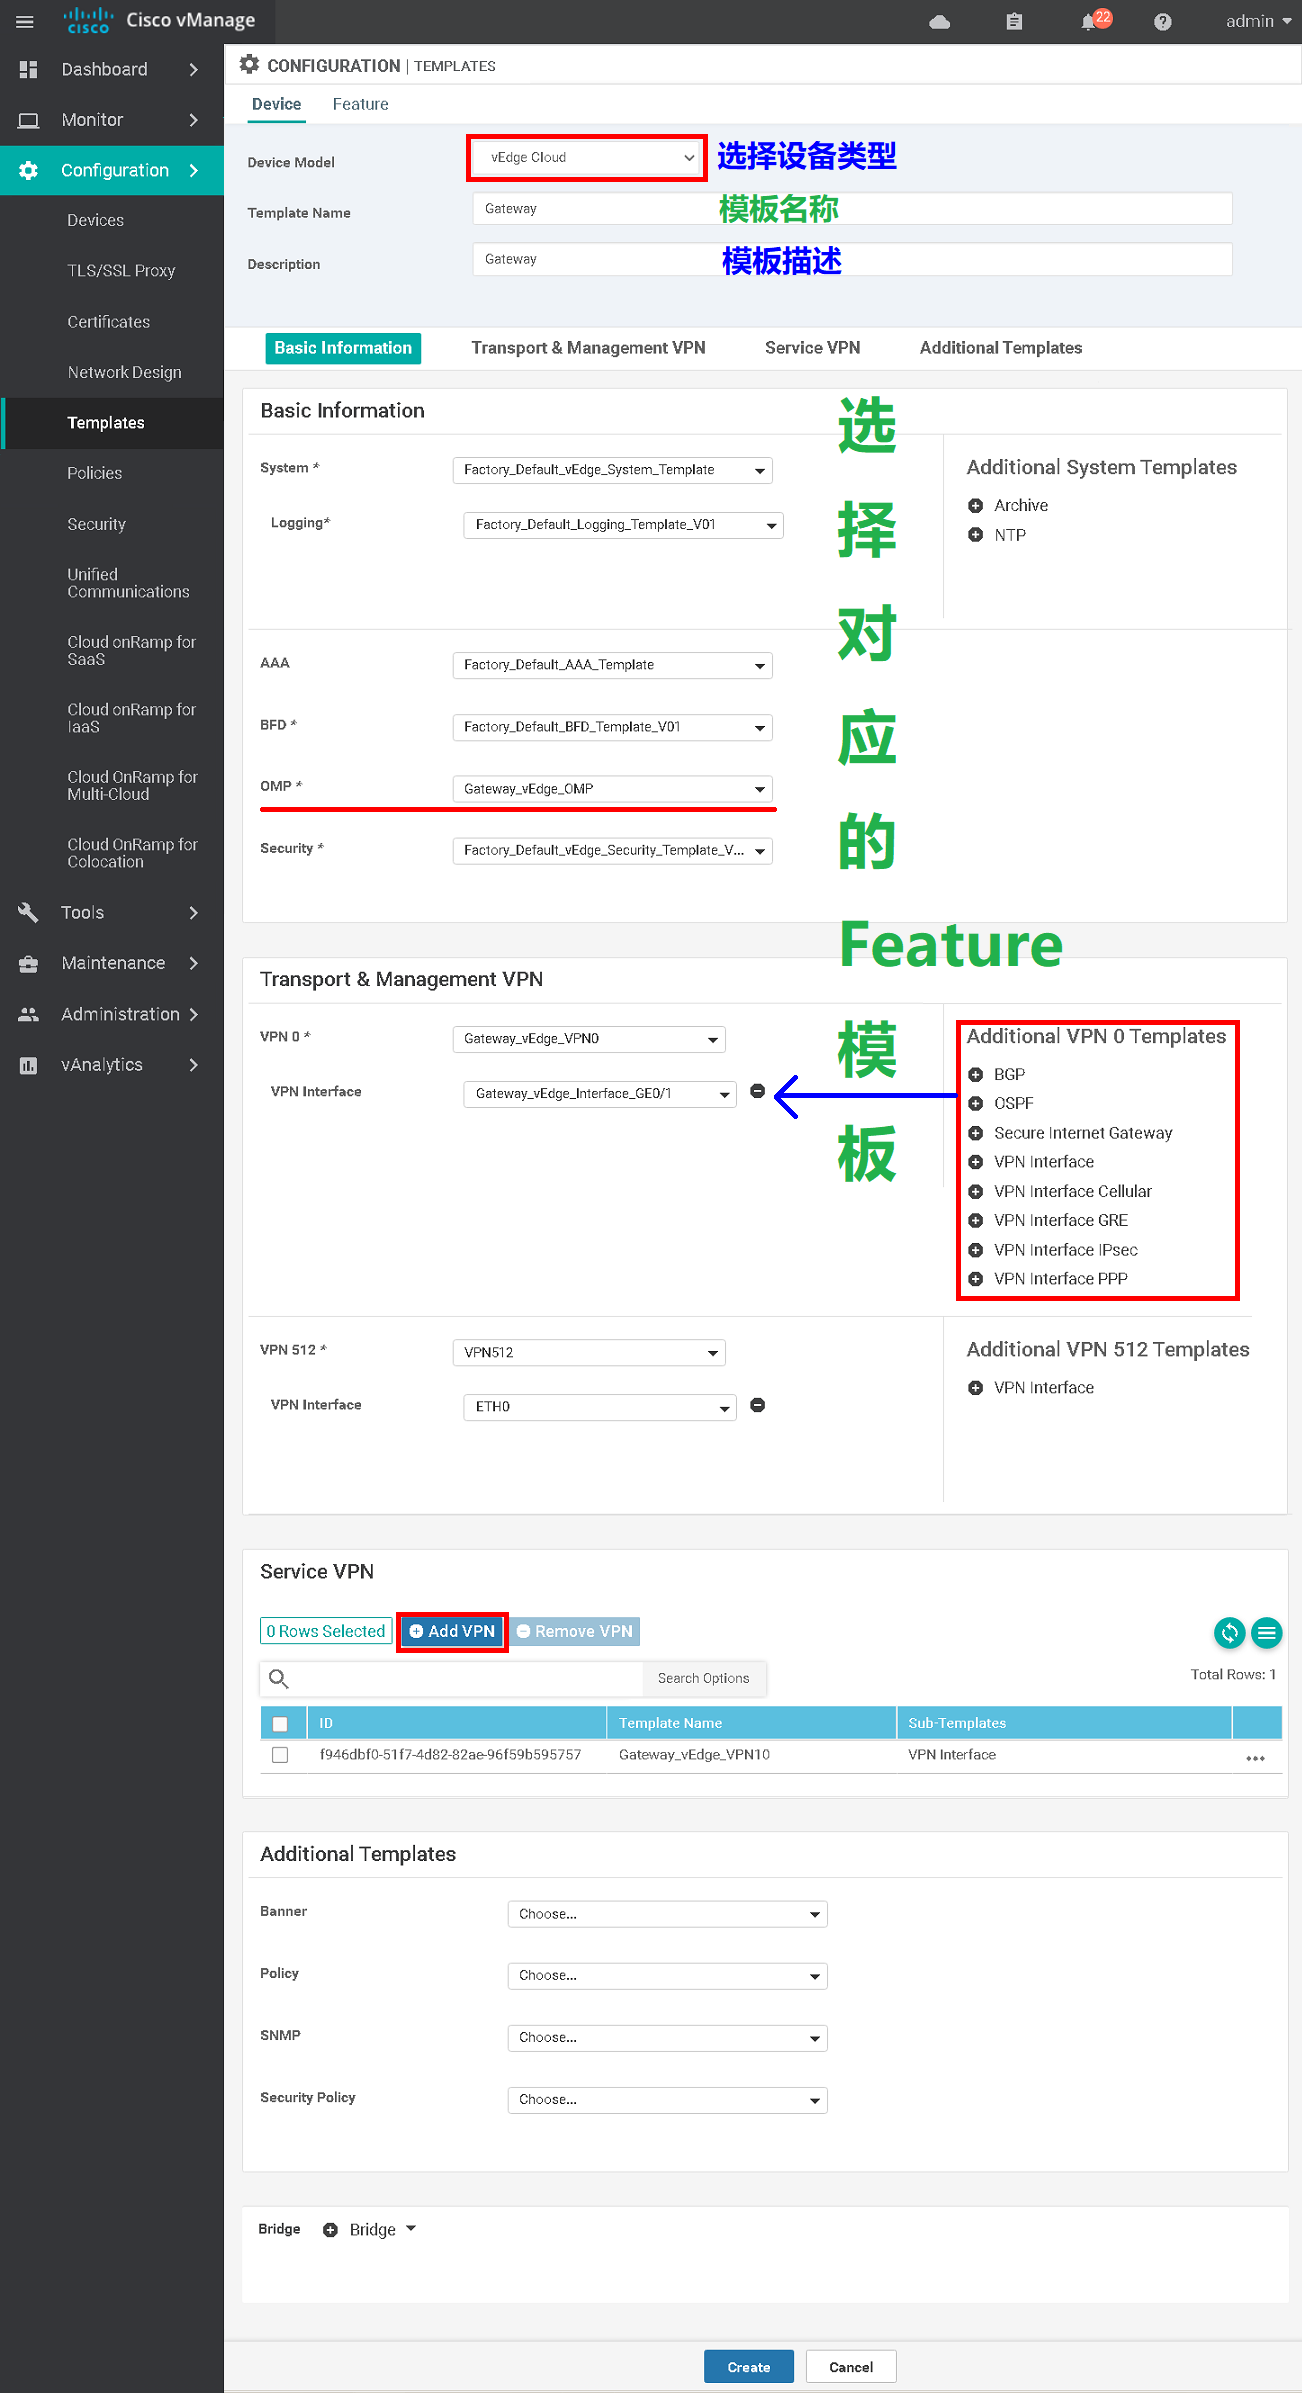 cisco Cisco vManage
22
admin
Dashboard
Monitor
Configuration
Devices
TLS/SSL Proxy
Certificates
Network Design
Templates
Policies
Security
Unified
Communications
Cloud onRamp for
SaaS
Cloud onRamp for
IaaS
Cloud OnRamp for
Multi-Cloud
Cloud OnRamp for
Colocation
Tools
Maintenance
Administration
vAnalytics
CONFIGURATION | TEMPLATES
Device Feature
Device Model vEdge Cloud 选择设备类型
Template Name Gateway 模板名称
Description Gateway 模板描述
Basic Information Transport & Management VPN Service VPN Additional Templates
选
择
对
应
的
Feature
模
板
Basic Information
System * Factory_Default_vEdge_System_Template
Logging* Factory_Default_Logging_Template_V01
Additional System Templates
Archive
NTP
AAA Factory_Default_AAA_Template
BFD * Factory_Default_BFD_Template_V01
OMP * Gateway_vEdge_OMP
Security * Factory_Default_vEdge_Security_Template_V...
Transport & Management VPN
VPN 0 * Gateway_vEdge_VPN0
VPN Interface Gateway_vEdge_Interface_GE0/1
Additional VPN 0 Templates
BGP
OSPF
Secure Internet Gateway
VPN Interface
VPN Interface Cellular
VPN Interface GRE
VPN Interface IPsec
VPN Interface PPP
VPN 512 * VPN512
VPN Interface ETH0
Additional VPN 512 Templates
VPN Interface
Service VPN
0 Rows Selected Add VPN Remove VPN
Search Options
Total Rows: 1
ID Template Name Sub-Templates
f946dbf0-51f7-4d82-82ae-96f59b595757 Gateway_vEdge_VPN10 VPN Interface
Additional Templates
Banner Choose...
Policy Choose...
SNMP Choose...
Security Policy Choose...
Bridge Bridge
Create Cancel